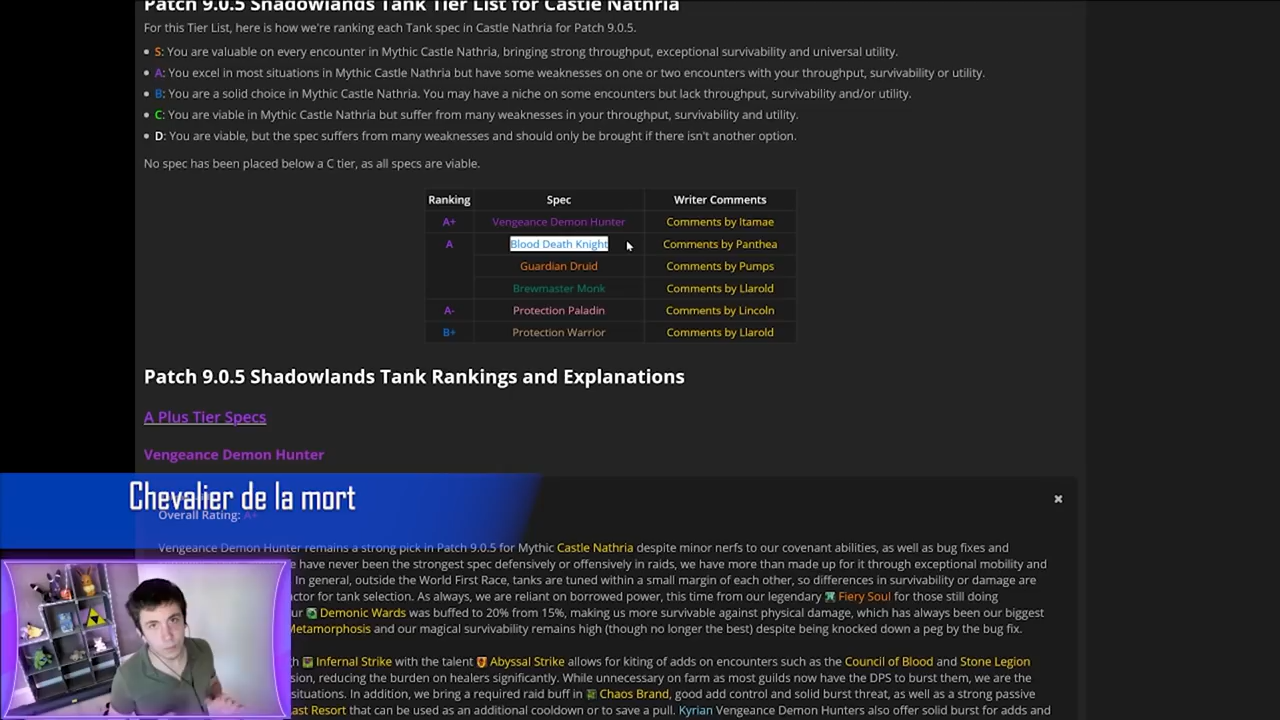 Patch 9.0.5 Shadowlands Tank Tier List for Castle Nathria
For this Tier List, here is how we're ranking each Tank spec in Castle Nathria for Patch 9.0.5.
S: You are valuable on every encounter in Mythic Castle Nathria, bringing strong throughput, exceptional survivability and universal utility.
A: You excel in most situations in Mythic Castle Nathria but have some weaknesses on one or two encounters with your throughput, survivability or utility.
B: You are a solid choice in Mythic Castle Nathria. You may have a niche on some encounters but lack throughput, survivability and/or utility.
C: You are viable in Mythic Castle Nathria but suffer from many weaknesses in your throughput, survivability and utility.
D: You are viable, but the spec suffers from many weaknesses and should only be brought if there isn't another option.
No spec has been placed below a C tier, as all specs are viable.
Ranking Spec Writer Comments
A+ Vengeance Demon Hunter Comments by Itamae
A Blood Death Knight Comments by Panthea
Guardian Druid Comments by Pumps
Brewmaster Monk Comments by Llarold
A- Protection Paladin Comments by Lincoln
B+ Protection Warrior Comments by Llarold
Patch 9.0.5 Shadowlands Tank Rankings and Explanations
A Plus Tier Specs
Vengeance Demon Hunter
Chevalier de la mort
Overall Rating: A+
Vengeance Demon Hunter remains a strong pick in Patch 9.0.5 for Mythic Castle Nathria despite minor nerfs to our covenant abilities, as well as bug fixes and
have never been the strongest spec defensively or offensively in raids, we have more than made up for it through exceptional mobility and
In general, outside the World First Race, tanks are tuned within a small margin of each other, so differences in survivability or damage are
for tank selection. As always, we are reliant on borrowed power, this time from our legendary Fiery Soul for those still doing
Demonic Wards was buffed to 20% from 15%, making us more survivable against physical damage, which has always been our biggest
Metamorphosis and our magical survivability remains high (though no longer the best) despite being knocked down a peg by the bug fix.
Infernal Strike with the talent Abyssal Strike allows for kiting of adds on encounters such as the Council of Blood and Stone Legion
reducing the burden on healers significantly. While unnecessary on farm as most guilds now have the DPS to burst them, we are the
situations. In addition, we bring a required raid buff in Chaos Brand, good add control and solid burst threat, as well as a strong passive
Resort that can be used as an additional cooldown or to save a pull. Kyrian Vengeance Demon Hunters also offer solid burst for adds and